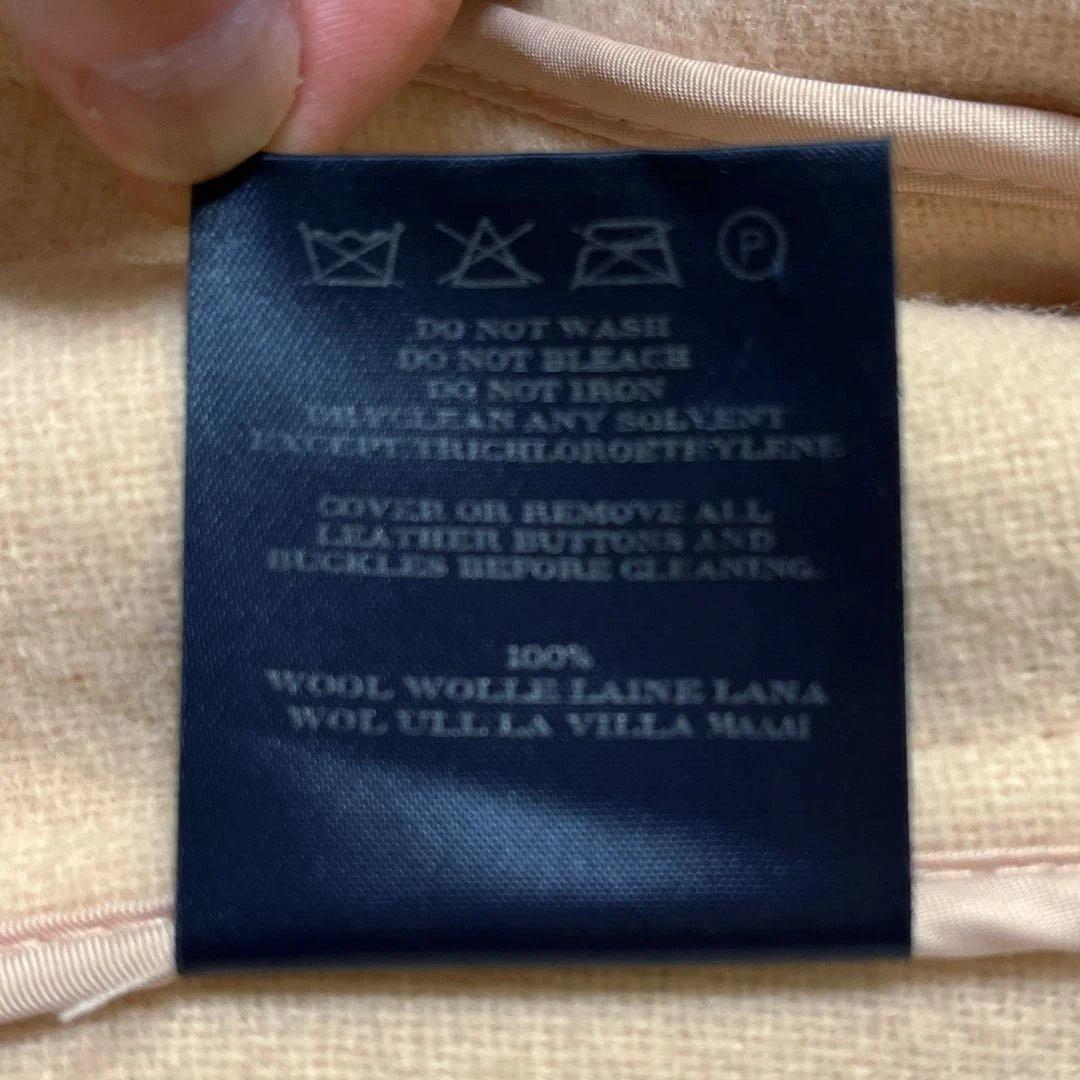 P
DO NOT WASH
DO NOT BLEACH
DO NOT IRON
DRYCLEAN ANY SOLVENT
EXCEPT TRICHLOROETHYLENE
COVER OR REMOVE ALL
LEATHER BUTTONS AND
BUCKLES BEFORE CLEANING.
100%
WOOL WOLLE LAINE LANA
WOL ULL LA VILLA